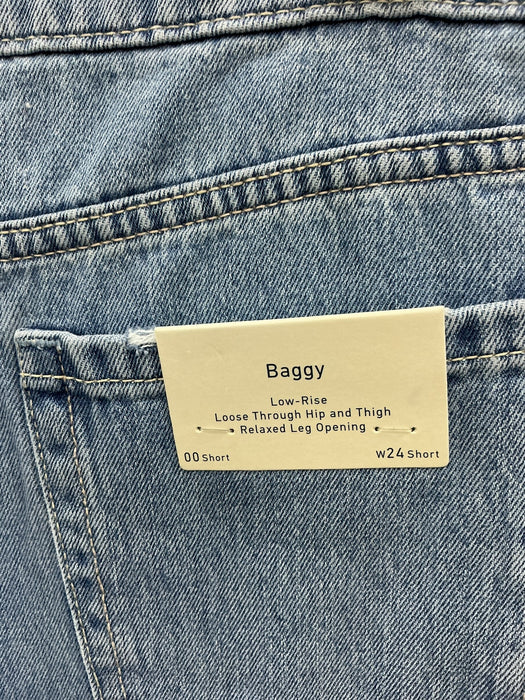 Baggy
Low-Rise
Loose Through Hip and Thigh
Relaxed Leg Opening
00 Short W24 Short